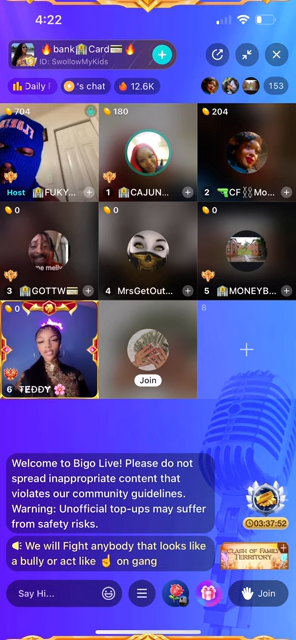 4:22
🔥bank🏦Card💳🔥
ID: SwollowMyKids
Daily
's chat
12.6K
153
704
180
204
Host 🏦FUKY...
1 🏦CAJUN...
2 🔫CF⛓Mo...
0
0
0
3 🏦GOTTW...
4 MrsGetOut...
5 🏦MONEYB...
0
8
Join
6 ŦEDDY 🌸
Welcome to Bigo Live! Please do not
spread inappropriate content that
violates our community guidelines.
Warning: Unofficial top-ups may suffer
from safety risks.
We will Fight anybody that looks like
a bully or act like ☝️ on gang
03:37:52
CLASH OF FAMILY
TERRITORY
Say Hi...
Join